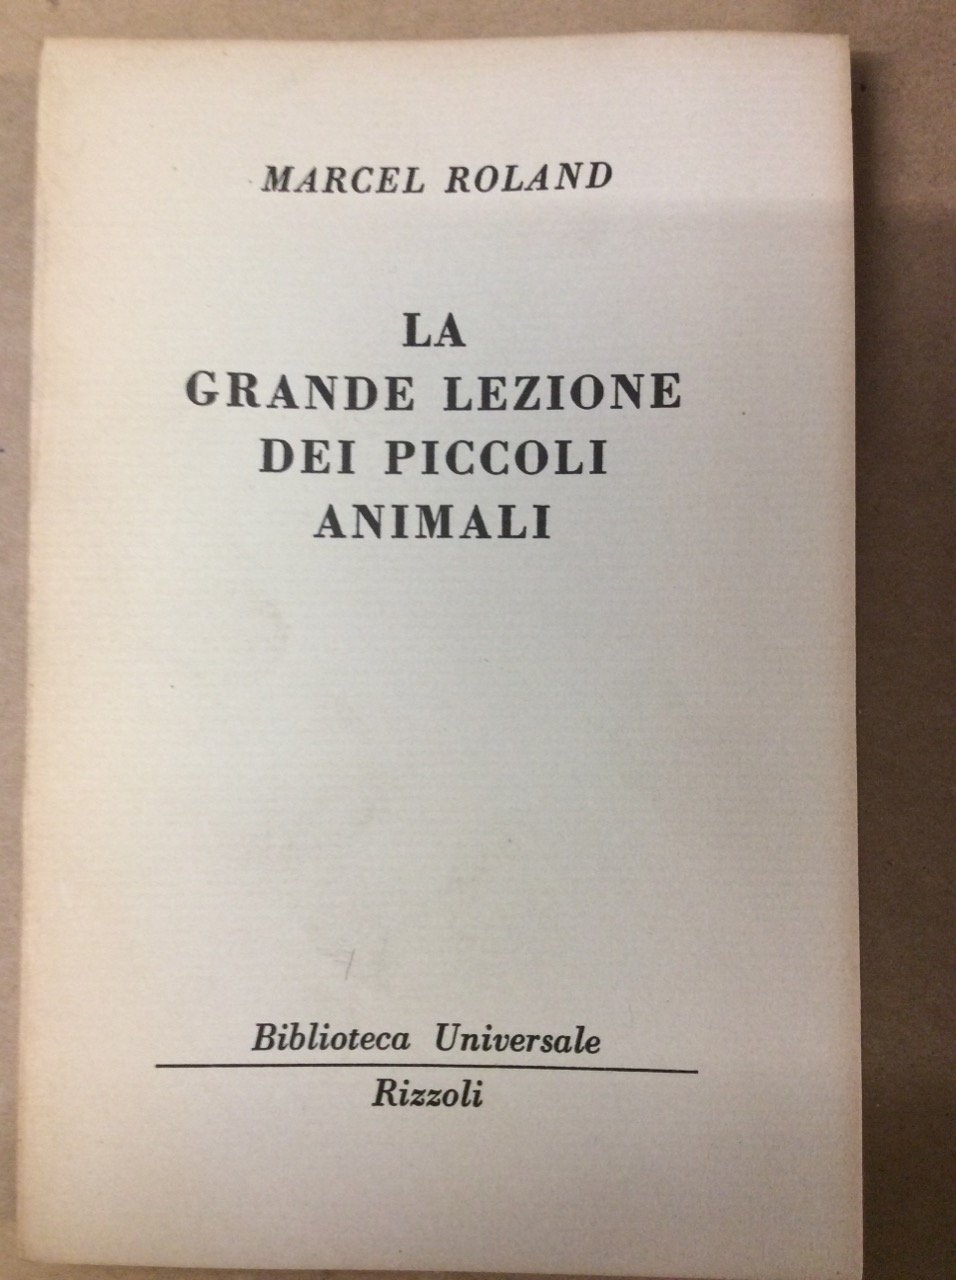 MARCEL ROLAND
LA
GRANDE LEZIONE
DEI PICCOLI
ANIMALI
Biblioteca Universale
Rizzoli